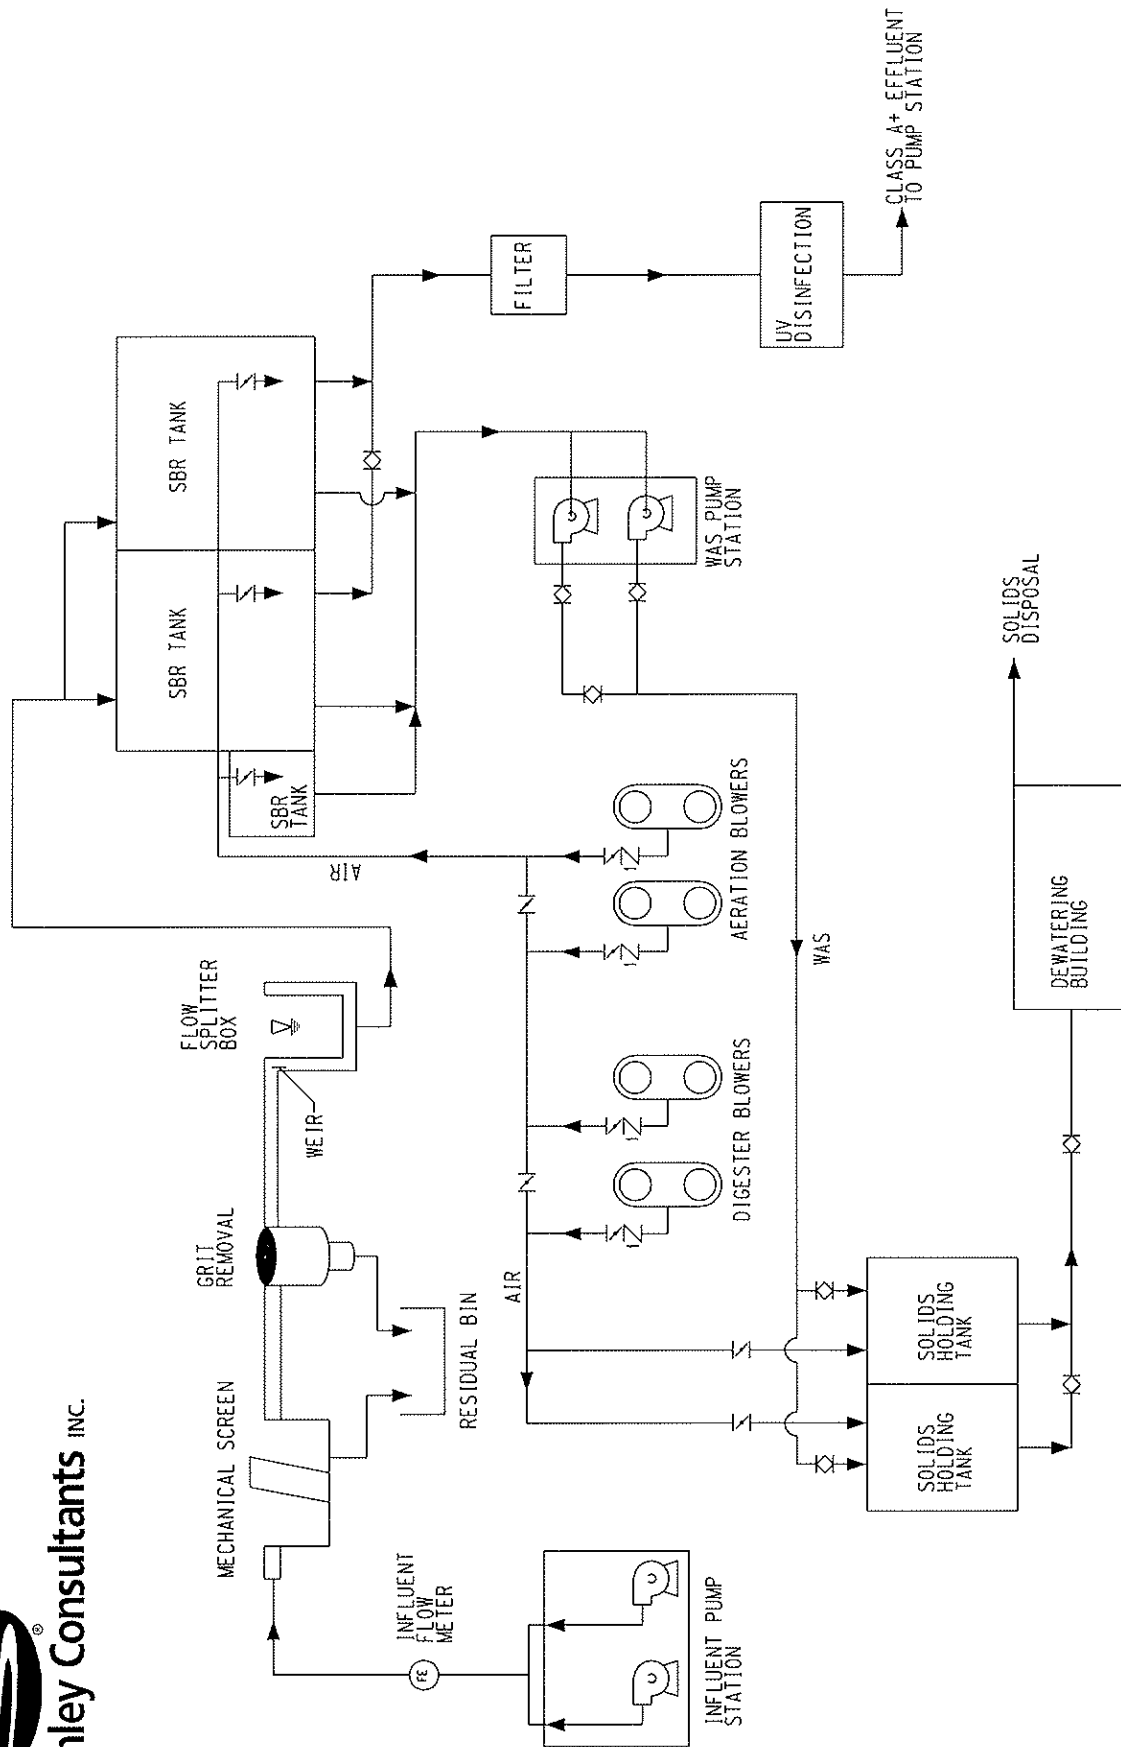 nley Consultants INC.
®
MECHANICAL SCREEN
GRIT
REMOVAL
FLOW
SPLITTER
BOX
WEIR
RESIDUAL BIN
INFLUENT
FLOW
METER
FE
INFLUENT PUMP
STATION
SBR TANK
SBR TANK
SBR
TANK
AIR
AIR
DIGESTER BLOWERS
AERATION BLOWERS
WAS PUMP
STATION
WAS
FILTER
UV
DISINFECTION
CLASS A+ EFFLUENT
TO PUMP STATION
SOLIDS
HOLDING
TANK
SOLIDS
HOLDING
TANK
DEWATERING
BUILDING
SOLIDS
DISPOSAL